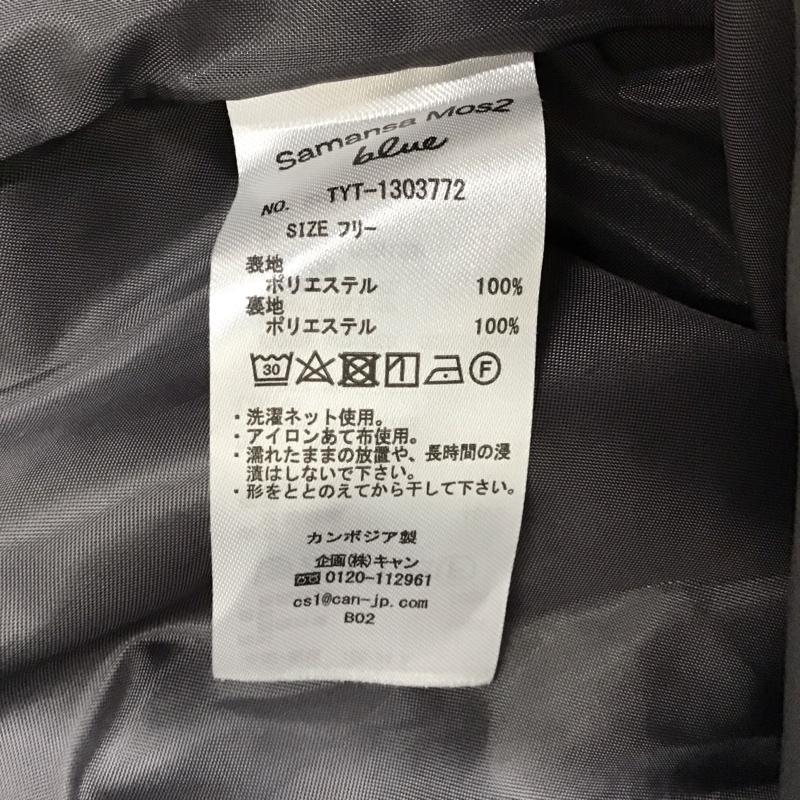 Samansa Mos2
blue
NO. TYT-1303772
SIZE フリー
表地
ポリエステル 100%
裏地
ポリエステル 100%
30 F
・洗濯ネット使用。
・アイロンあて布使用。
・濡れたままの放置や、長時間の浸
漬はしないで下さい。
・形をととのえてから干して下さい。
カンボジア製
企画(株)キャン
0120-112961
cs1@can-jp.com
B02